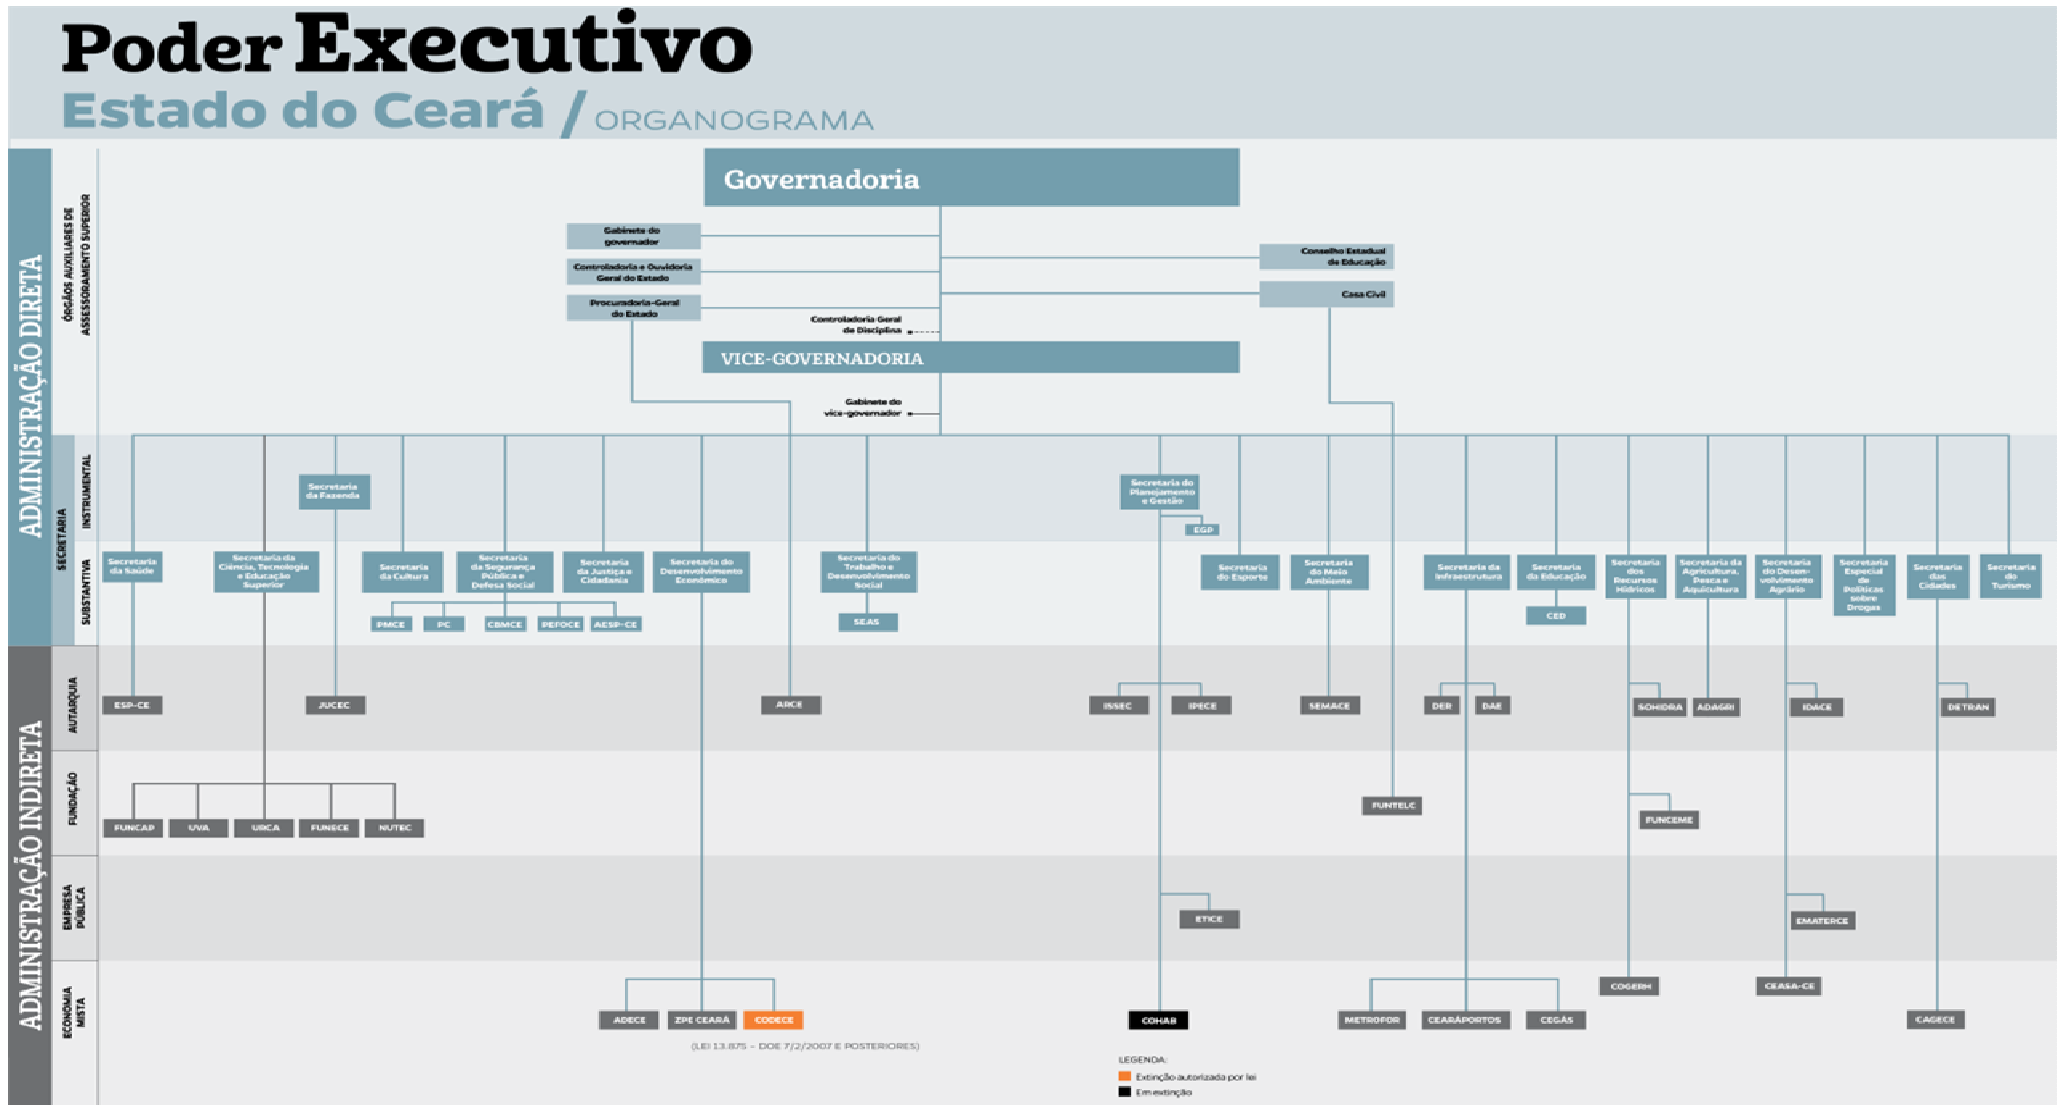 Poder Executivo
Estado do Ceará / ORGANOGRAMA
ADMINISTRAÇÃO DIRETA
ÓRGÃOS AUXILIARES DE
ASSESSORAMENTO SUPERIOR
Governadoria
Gabinete do
governador
Controladoria e Ouvidoria
Geral do Estado
Procuradoria-Geral
do Estado
Conselho Estadual
de Educação
Casa Civil
Controladoria Geral
de Disciplina
VICE-GOVERNADORIA
Gabinete do
vice-governador
SECRETARIA
INSTRUMENTAL
Secretaria
da Fazenda
Secretaria do
Planejamento
e Gestão
EGP
SUBSTANTIVA
Secretaria
da Saúde
Secretaria da
Ciência, Tecnologia
e Educação
Superior
Secretaria
da Cultura
Secretaria
da Segurança
Pública e
Defesa Social
Secretaria
da Justiça e
Cidadania
Secretaria do
Desenvolvimento
Econômico
Secretaria do
Trabalho e
Desenvolvimento
Social
Secretaria
do Esporte
Secretaria
do Meio
Ambiente
Secretaria da
Infraestrutura
Secretaria
da Educação
Secretaria
dos
Recursos
Hídricos
Secretaria da
Agricultura,
Pesca e
Aquicultura
Secretaria
do Desen-
volvimento
Agrário
Secretaria
Especial
de
Políticas
sobre
Drogas
Secretaria
das
Cidades
Secretaria
do
Turismo
PMCE
PC
CBMCE
PEFOCE
AESP-CE
SEAS
CED
ADMINISTRAÇÃO INDIRETA
AUTARQUIA
ESP-CE
JUCEC
ARCE
ISSEC
IPECE
SEMACE
DER
DAE
SOHIDRA
ADAGRI
IDACE
DETRAN
FUNDAÇÃO
FUNCAP
UVA
URCA
FUNECE
NUTEC
FUNTELC
FUNCEME
EMPRESA
PÚBLICA
ETICE
EMATERCE
ECONOMIA
MISTA
COGERH
CEASA-CE
ADECE
ZPE CEARÁ
CODECE
COHAB
METROFOR
CEARÁPORTOS
CEGÁS
CAGECE
(LEI 13.875 - DOE 7/2/2007 E POSTERIORES)
LEGENDA:
Extinção autorizada por lei
Em extinção